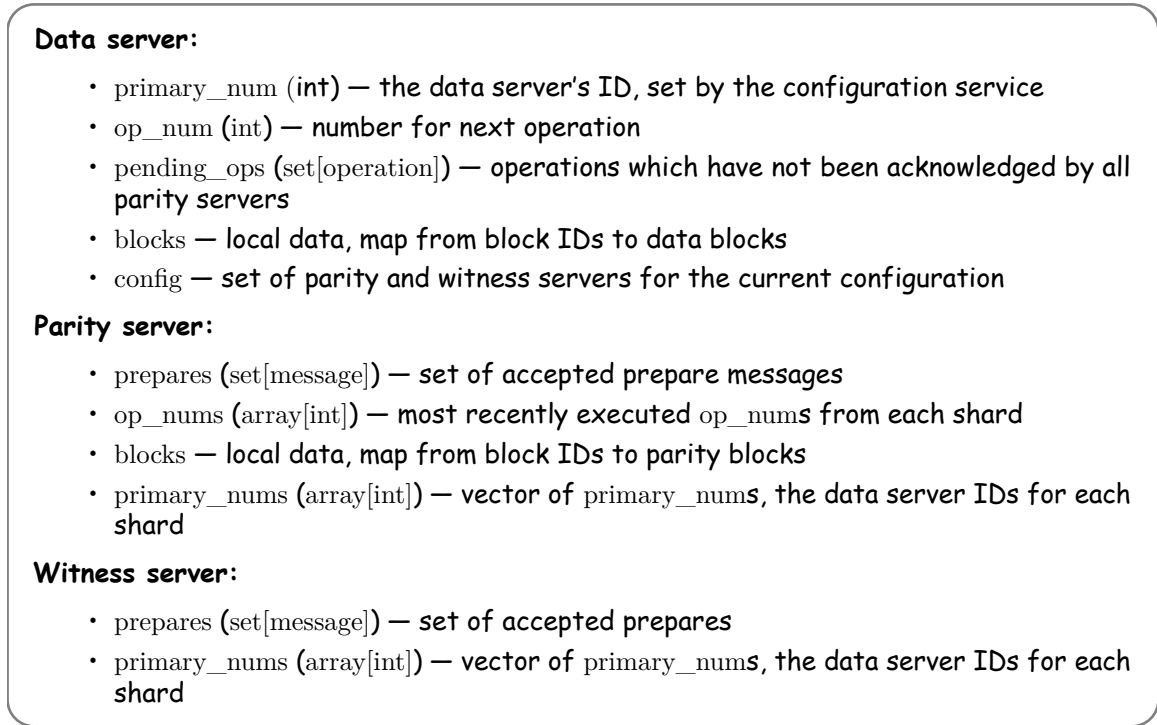 Data server:
• primary_num (int) — the data server's ID, set by the configuration service
• op_num (int) — number for next operation
• pending_ops (set[operation]) — operations which have not been acknowledged by all
parity servers
• blocks — local data, map from block IDs to data blocks
• config — set of parity and witness servers for the current configuration
Parity server:
• prepares (set[message]) — set of accepted prepare messages
• op_nums (array[int]) — most recently executed op_nums from each shard
• blocks — local data, map from block IDs to parity blocks
• primary_nums (array[int]) — vector of primary_nums, the data server IDs for each
shard
Witness server:
• prepares (set[message]) — set of accepted prepares
• primary_nums (array[int]) — vector of primary_nums, the data server IDs for each
shard